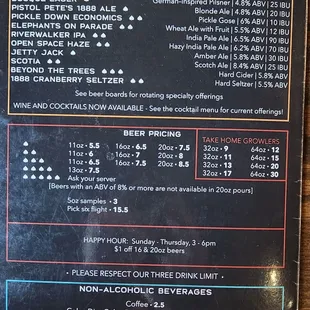 German-Inspired Pilsner | 4.8% ABV | 25 IBU
PISTOL PETE'S 1888 ALE Blonde Ale | 4.8% ABV | 20 IBU
PICKLE DOWN ECONOMICS Pickle Gose | 6% ABV
ELEPHANTS ON PARADE Wheat Ale with Fruit | 5.5% ABV | 12 IBU
RIVERWALKER IPA India Pale Ale | 6.5% ABV | 90 IBU
OPEN SPACE HAZE Hazy India Pale Ale | 6.2% ABV | 70 IBU
JETTY JACK Amber Ale | 5.8% ABV | 30 IBU
SCOTIA Scotch Ale | 8.4% ABV | 25 IBU
BEYOND THE TREES Hard Cider | 5.8% ABV
1888 CRANBERRY SELTZER Hard Seltzer | 5.5% ABV
See beer boards for rotating specialty offerings!
WINE AND COCKTAILS NOW AVAILABLE - See the cocktail menu for current offerings!
BEER PRICING
11oz • 5.5 16oz • 6.5 20oz • 7.5
11oz • 6 16oz • 7 20oz • 8
11oz • 6.5 16oz • 7.5 20oz • 8.5
13oz • 7.5
Ask your server
[Beers with an ABV of 8% or more are not available in 20oz pours]
5oz samples • 3
Pick six flight • 15.5
TAKE HOME GROWLERS
32oz • 9 64oz • 12
32oz • 11 64oz • 15
32oz • 13 64oz • 20
32oz • 17 64oz • 30
HAPPY HOUR: Sunday - Thursday, 3 - 6pm
$1 off 16 & 20oz beers
• PLEASE RESPECT OUR THREE DRINK LIMIT •
NON-ALCOHOLIC BEVERAGES
Coffee • 2.5